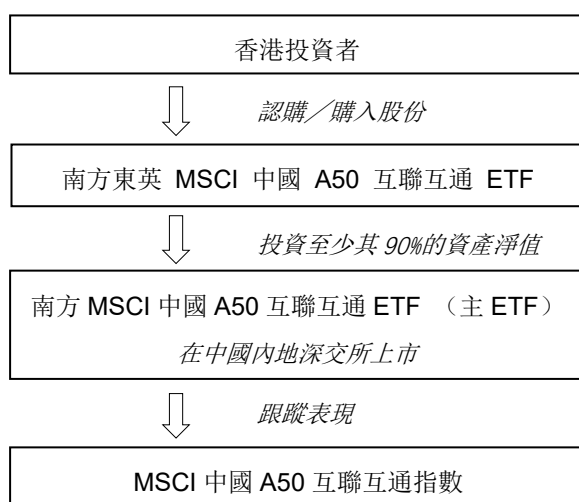 香港投資者
認購／購入股份
南方東英 MSCI 中國 A50 互聯互通 ETF
投資至少其 90%的資產淨值
南方 MSCI 中國 A50 互聯互通 ETF （主 ETF）
在中國內地深交所上市
跟蹤表現
MSCI 中國 A50 互聯互通指數